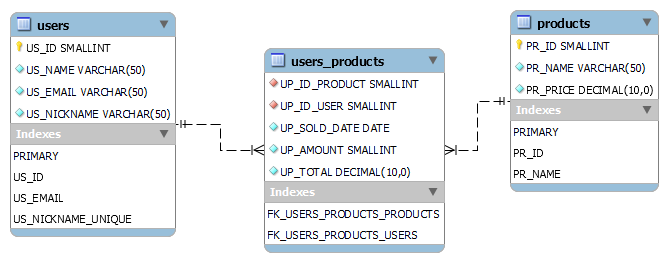 users
US_ID SMALLINT
US_NAME VARCHAR(50)
US_EMAIL VARCHAR(50)
US_NICKNAME VARCHAR(50)
Indexes
PRIMARY
US_ID
US_EMAIL
US_NICKNAME_UNIQUE
users_products
UP_ID_PRODUCT SMALLINT
UP_ID_USER SMALLINT
UP_SOLD_DATE DATE
UP_AMOUNT SMALLINT
UP_TOTAL DECIMAL(10,0)
Indexes
FK_USERS_PRODUCTS_PRODUCTS
FK_USERS_PRODUCTS_USERS
products
PR_ID SMALLINT
PR_NAME VARCHAR(50)
PR_PRICE DECIMAL(10,0)
Indexes
PRIMARY
PR_ID
PR_NAME